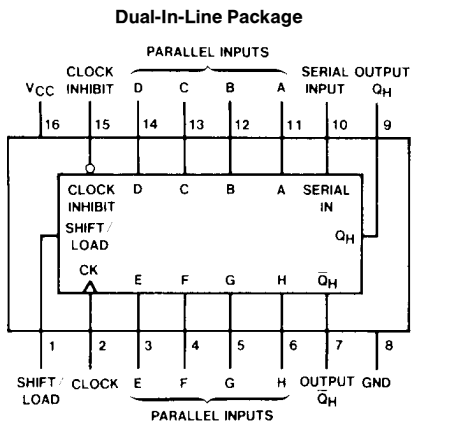 Dual-In-Line Package
PARALLEL INPUTS
CLOCK SERIAL OUTPUT
VCC INHIBIT D C B A INPUT QH
16 15 14 13 12 11 10 9
CLOCK D C B A SERIAL
INHIBIT IN
SHIFT/
LOAD QH
CK E F G H Q̅H
1 2 3 4 5 6 7 8
SHIFT/ CLOCK E F G H OUTPUT GND
LOAD Q̅H
PARALLEL INPUTS